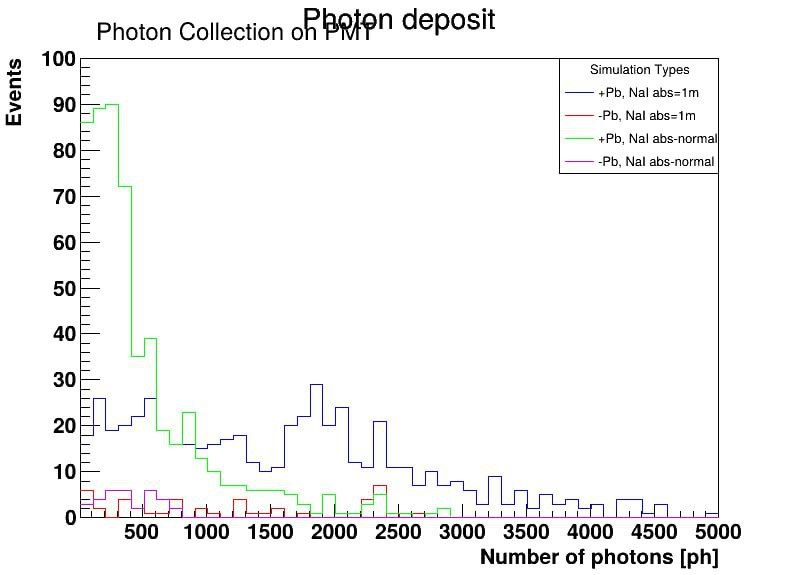 Photon deposit
Photon Collection on PMT
Events
100
90
80
70
60
50
40
30
20
10
0
Simulation Types
+Pb, NaI abs=1m
-Pb, NaI abs=1m
+Pb, NaI abs-normal
-Pb, NaI abs-normal
500 1000 1500 2000 2500 3000 3500 4000 4500 5000
Number of photons [ph]